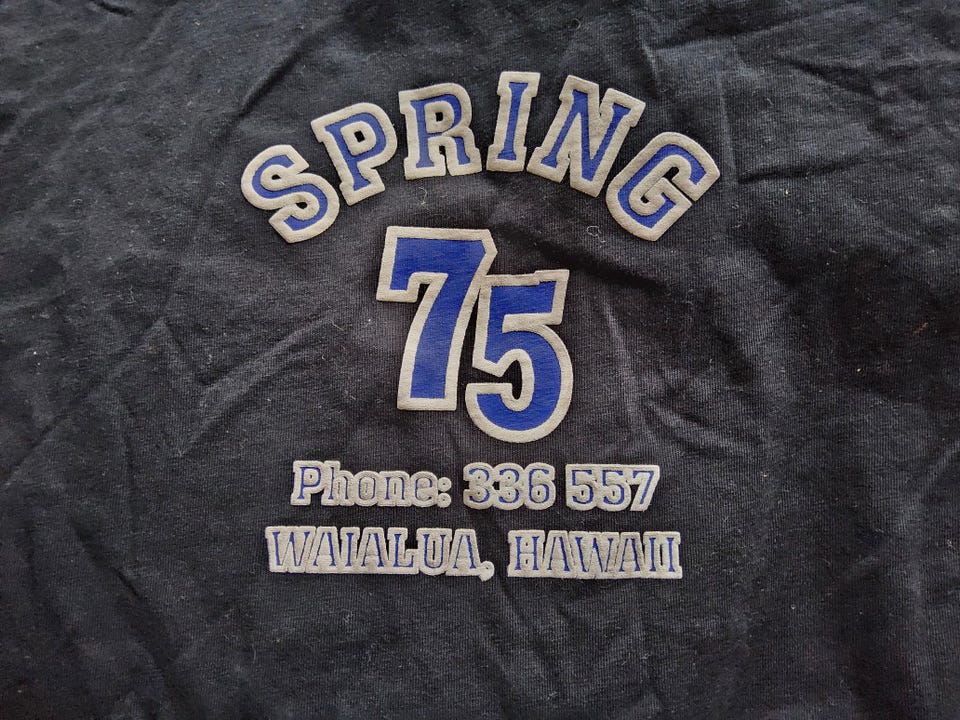 SPRING
75
Phone: 336 557
WAIALUA, HAWAII